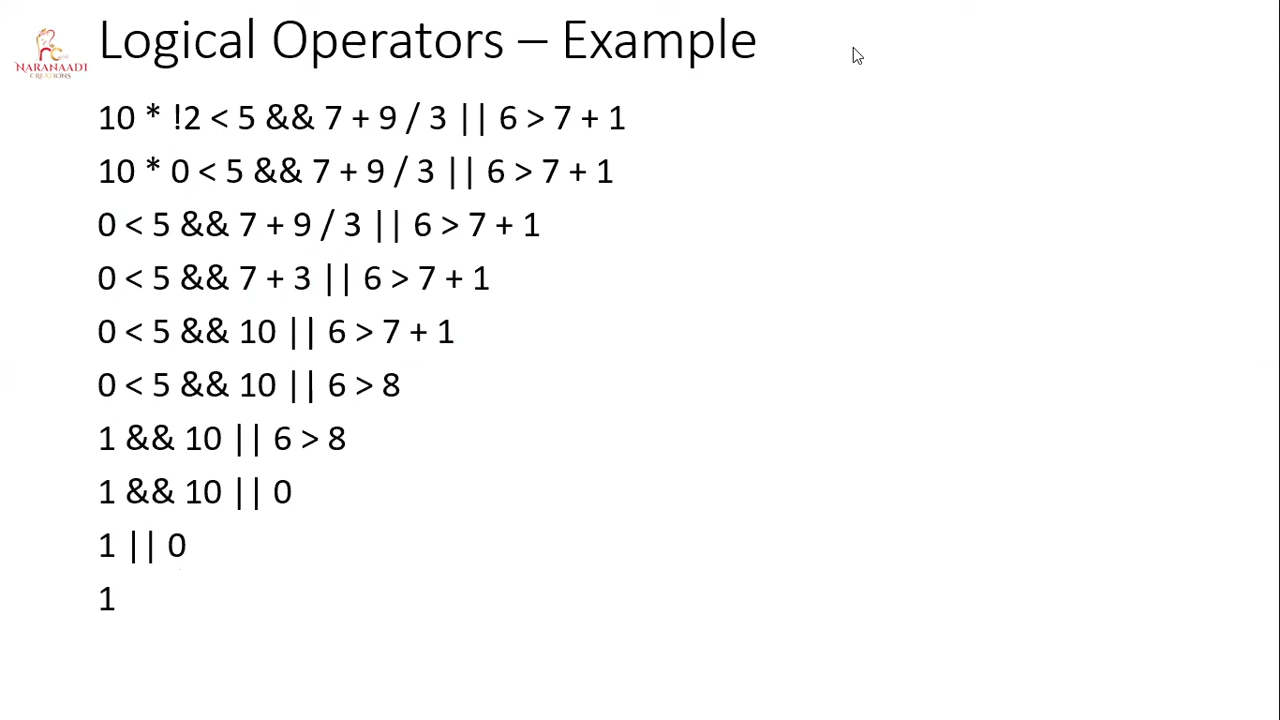 Logical Operators – Example
NARANAADI
CREATIONS
10 * !2 < 5 && 7 + 9 / 3 || 6 > 7 + 1
10 * 0 < 5 && 7 + 9 / 3 || 6 > 7 + 1
0 < 5 && 7 + 9 / 3 || 6 > 7 + 1
0 < 5 && 7 + 3 || 6 > 7 + 1
0 < 5 && 10 || 6 > 7 + 1
0 < 5 && 10 || 6 > 8
1 && 10 || 6 > 8
1 && 10 || 0
1 || 0
1